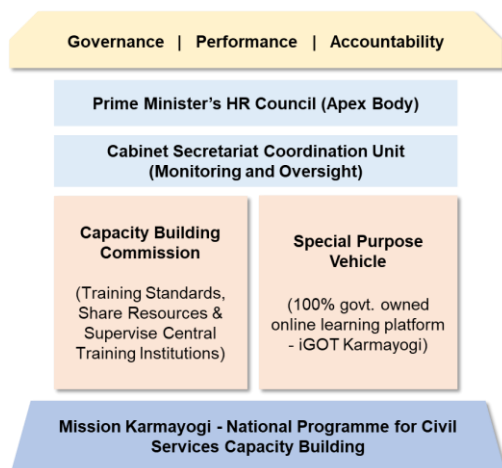 Governance | Performance | Accountability
Prime Minister's HR Council (Apex Body)
Cabinet Secretariat Coordination Unit
(Monitoring and Oversight)
Capacity Building
Commission
(Training Standards,
Share Resources &
Supervise Central
Training Institutions)
Special Purpose
Vehicle
(100% govt. owned
online learning platform
- iGOT Karmayogi)
Mission Karmayogi - National Programme for Civil
Services Capacity Building